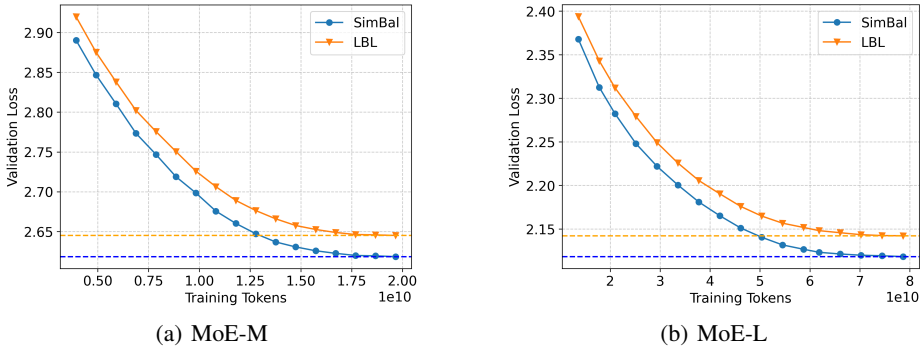 2.90
2.85
2.80
2.75
2.70
2.65
Validation Loss
SimBal
LBL
0.50
0.75
1.00
1.25
1.50
1.75
2.00
Training Tokens
1e10
(a) MoE-M
2.40
2.35
2.30
2.25
2.20
2.15
Validation Loss
SimBal
LBL
2
3
4
5
6
7
8
Training Tokens
1e10
(b) MoE-L